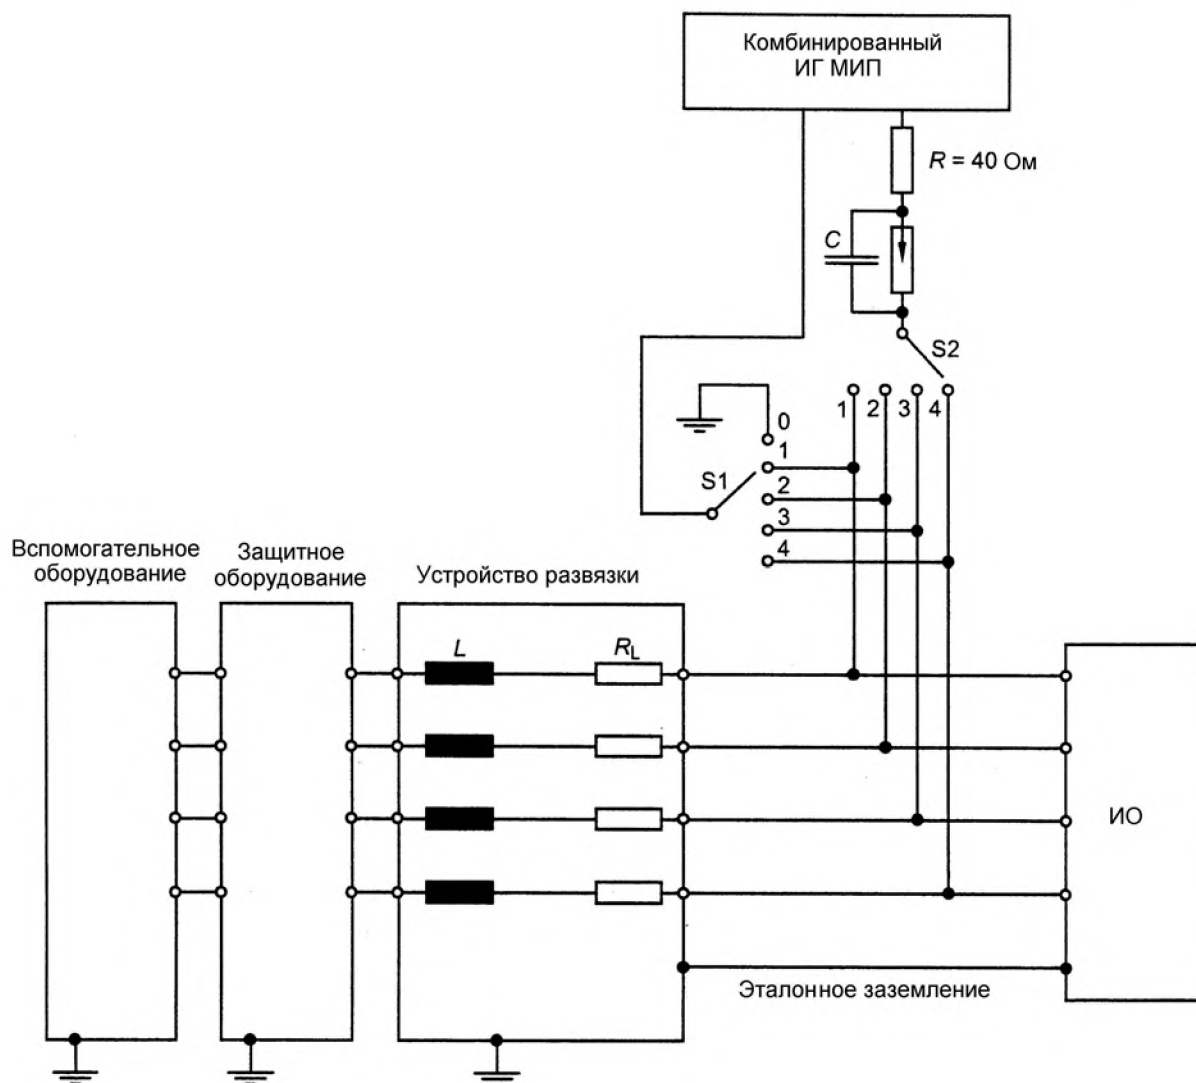 Комбинированный
ИГ МИП
R = 40 Ом
C
S2
1 2 3 4
0
1
S1
2
3
4
Вспомогательное
оборудование
Защитное
оборудование
Устройство развязки
L
RL
ИО
Эталонное заземление